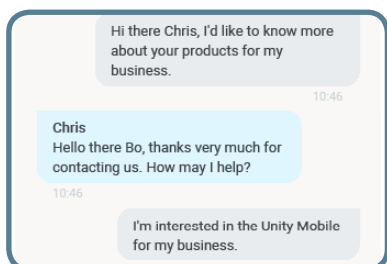 Hi there Chris, I'd like to know more
about your products for my
business.
10:46
Chris
Hello there Bo, thanks very much for
contacting us. How may I help?
10:46
I'm interested in the Unity Mobile
for my business.